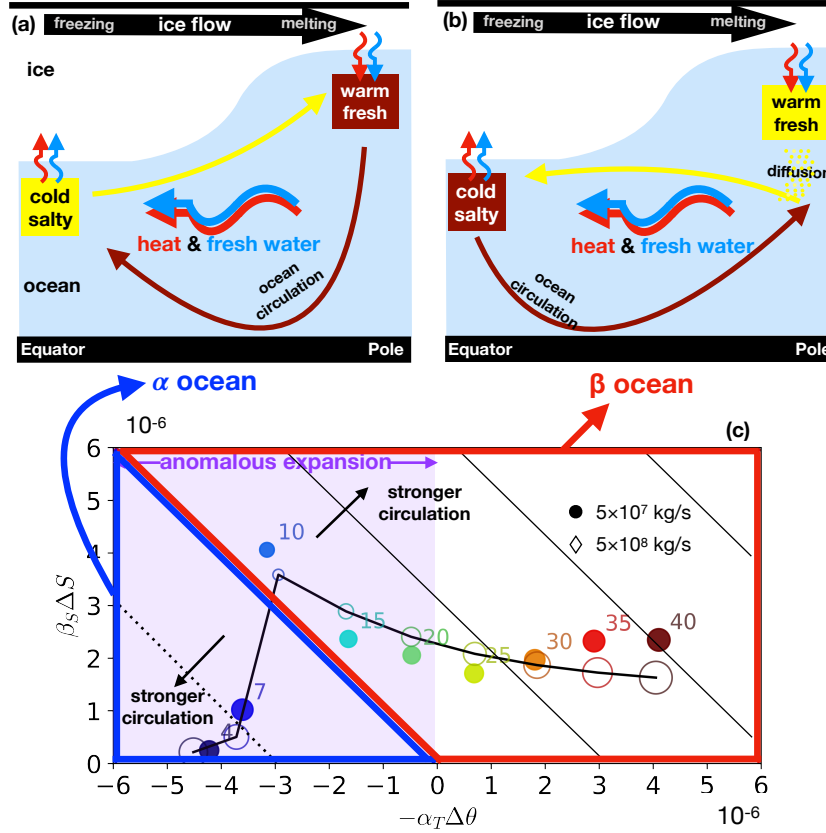 (a)
freezing ice flow melting
ice
warm
fresh
cold
salty
heat & fresh water
ocean
circulation
ocean
Equator Pole
(b)
freezing ice flow melting
warm
fresh
diffusion
cold
salty
heat & fresh water
ocean
circulation
Equator Pole
α ocean
β ocean
(c)
10⁻⁶
anomalous expansion
stronger
circulation
5×10⁷ kg/s
5×10⁸ kg/s
10
15
20
25
30
35
40
7
4
stronger
circulation
β_SΔS
6
5
4
3
2
1
0
−6 −5 −4 −3 −2 −1 0 1 2 3 4 5 6
−α_TΔθ
10⁻⁶